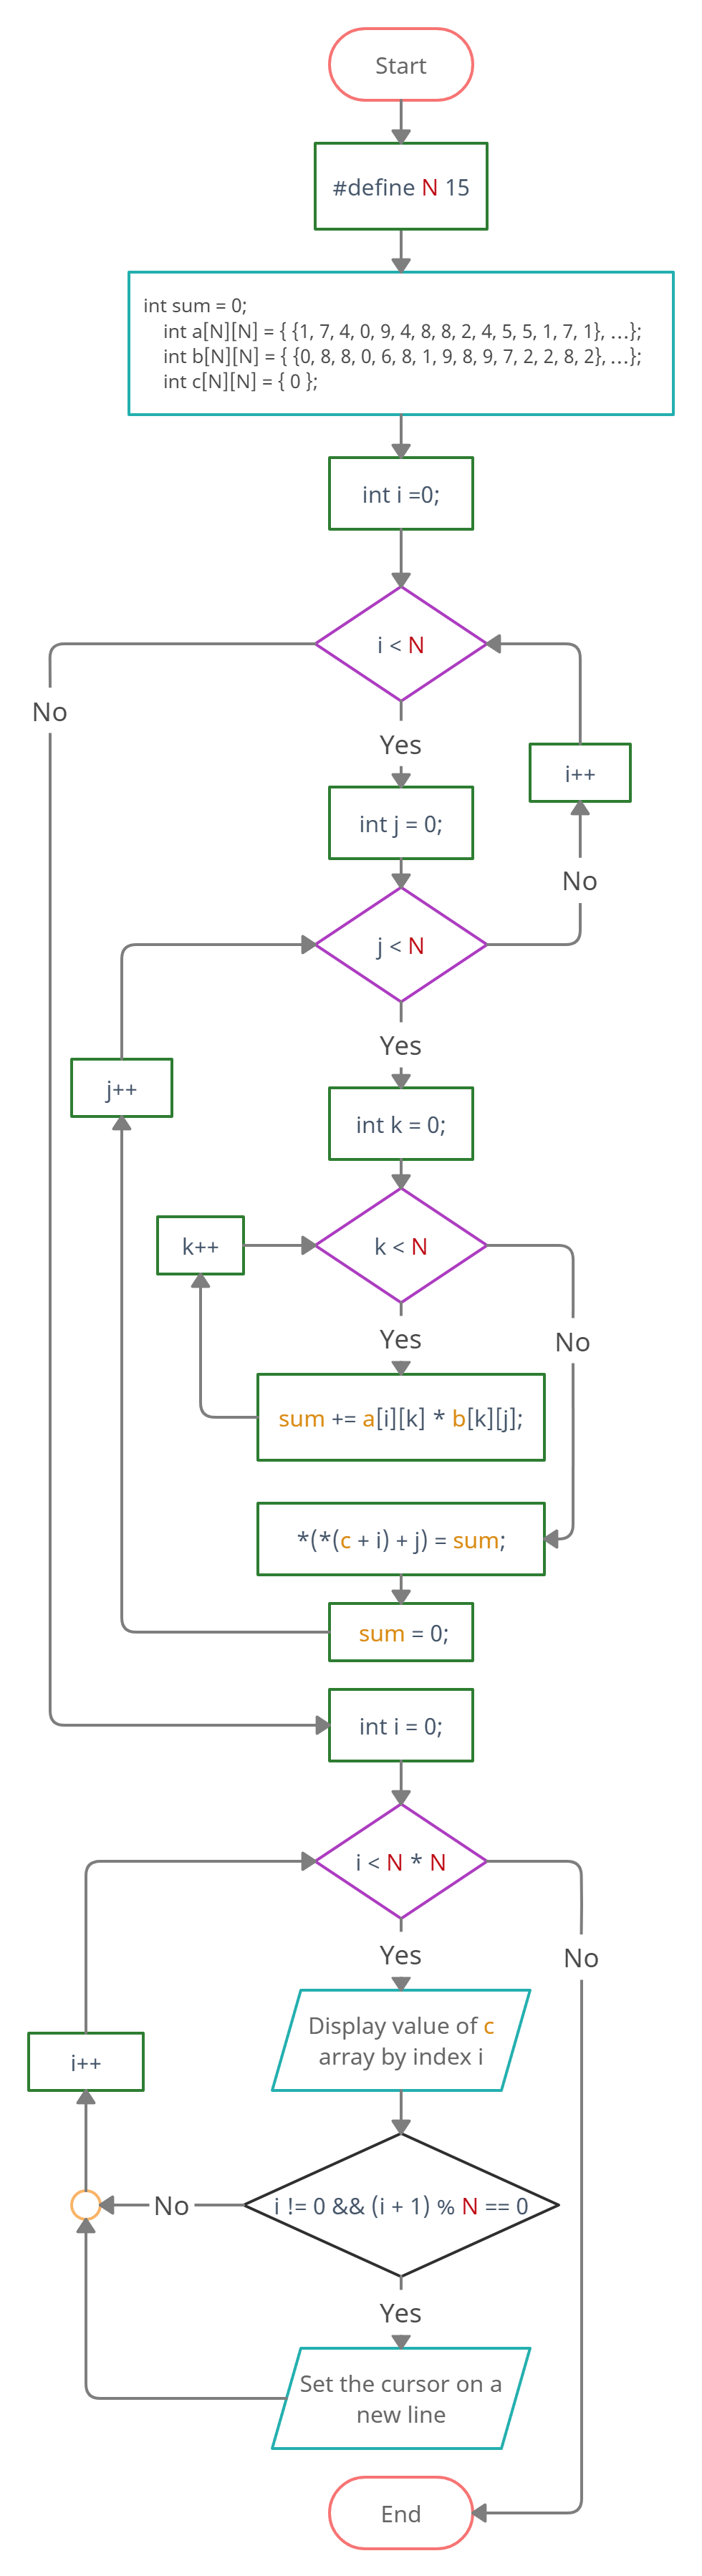 Start
#define N 15
int sum = 0;
int a[N][N] = { {1, 7, 4, 0, 9, 4, 8, 8, 2, 4, 5, 5, 1, 7, 1}, ...};
int b[N][N] = { {0, 8, 8, 0, 6, 8, 1, 9, 8, 9, 7, 2, 2, 8, 2}, ...};
int c[N][N] = { 0 };
int i =0;
i < N
No
Yes
i++
int j = 0;
No
j < N
Yes
j++
int k = 0;
k++
k < N
Yes
No
sum += a[i][k] * b[k][j];
*(*(c + i) + j) = sum;
sum = 0;
int i = 0;
i < N * N
Yes
No
Display value of c
array by index i
i++
No
i != 0 && (i + 1) % N == 0
Yes
Set the cursor on a
new line
End